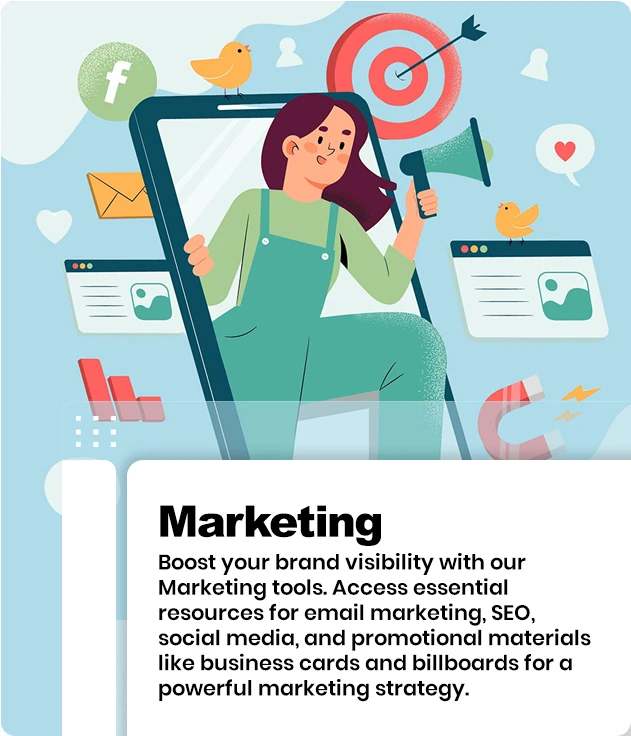 f
Marketing
Boost your brand visibility with our
Marketing tools. Access essential
resources for email marketing, SEO,
social media, and promotional materials
like business cards and billboards for a
powerful marketing strategy.